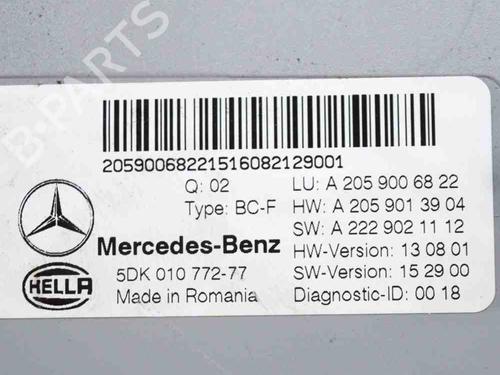 B-PARTS
20590068221516082129001
Q: 02
LU: A 205 900 68 22
Type: BC-F
HW: A 205 901 39 04
SW: A 222 902 11 12
Mercedes-Benz
HW-Version: 13 08 01
5DK 010 772-77
SW-Version: 15 29 00
HELLA
Made in Romania
Diagnostic-ID: 00 18